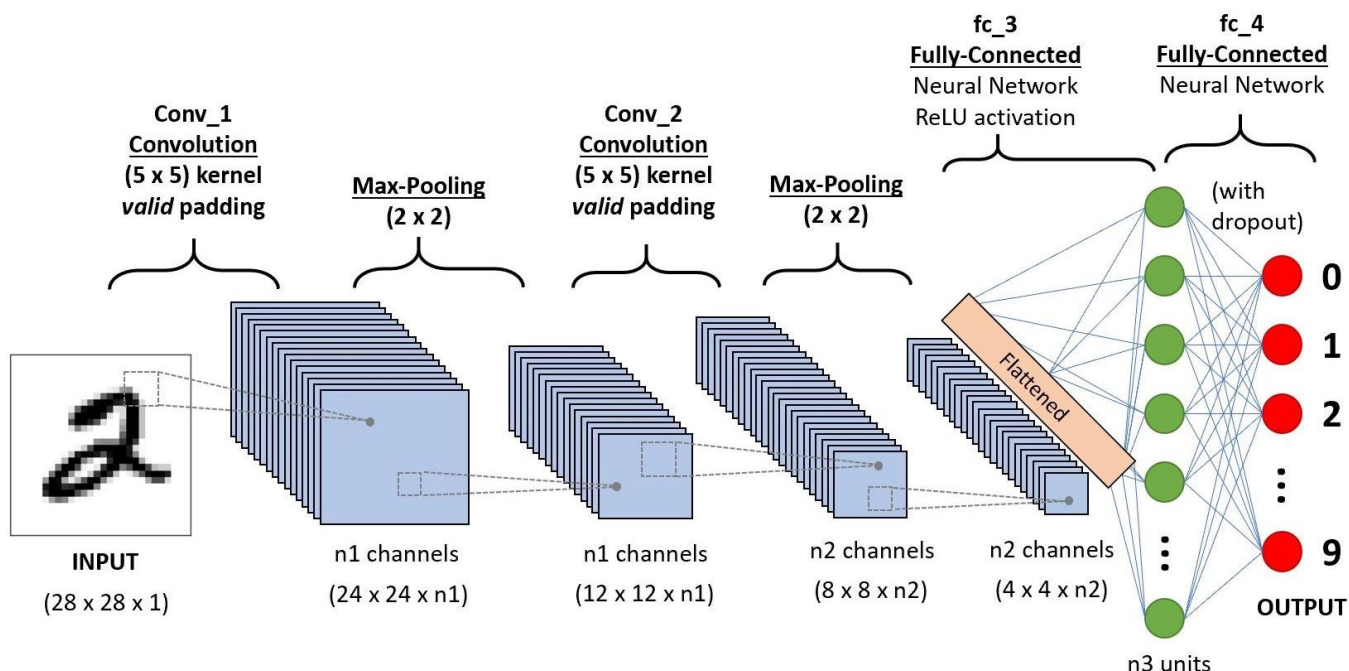 fc_3
Fully-Connected
Neural Network
ReLU activation
fc_4
Fully-Connected
Neural Network
Conv_1
Convolution
(5 x 5) kernel
valid padding
Max-Pooling
(2 x 2)
Conv_2
Convolution
(5 x 5) kernel
valid padding
Max-Pooling
(2 x 2)
(with
dropout)
Flattened
0
1
2
9
OUTPUT
2
INPUT
(28 x 28 x 1)
n1 channels
(24 x 24 x n1)
n1 channels
(12 x 12 x n1)
n2 channels
(8 x 8 x n2)
n2 channels
(4 x 4 x n2)
n3 units